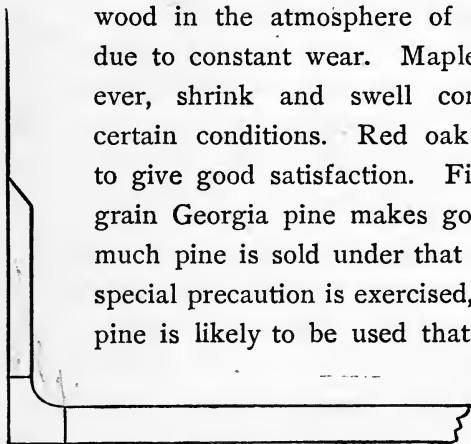 wood in the atmosphere of
due to constant wear. Maple
ever, shrink and swell con
certain conditions. Red oak
to give good satisfaction. Fi
grain Georgia pine makes go
much pine is sold under that
special precaution is exercised,
pine is likely to be used that